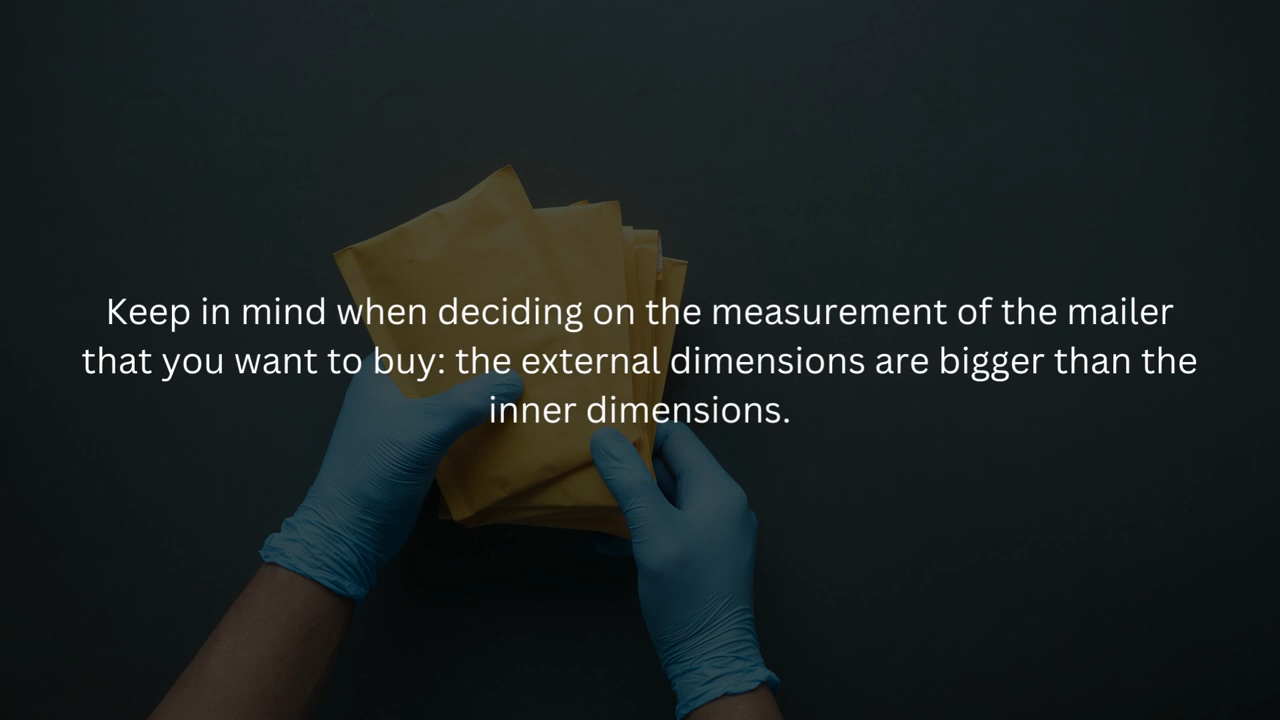 Keep in mind when deciding on the measurement of the mailer
that you want to buy: the external dimensions are bigger than the
inner dimensions.